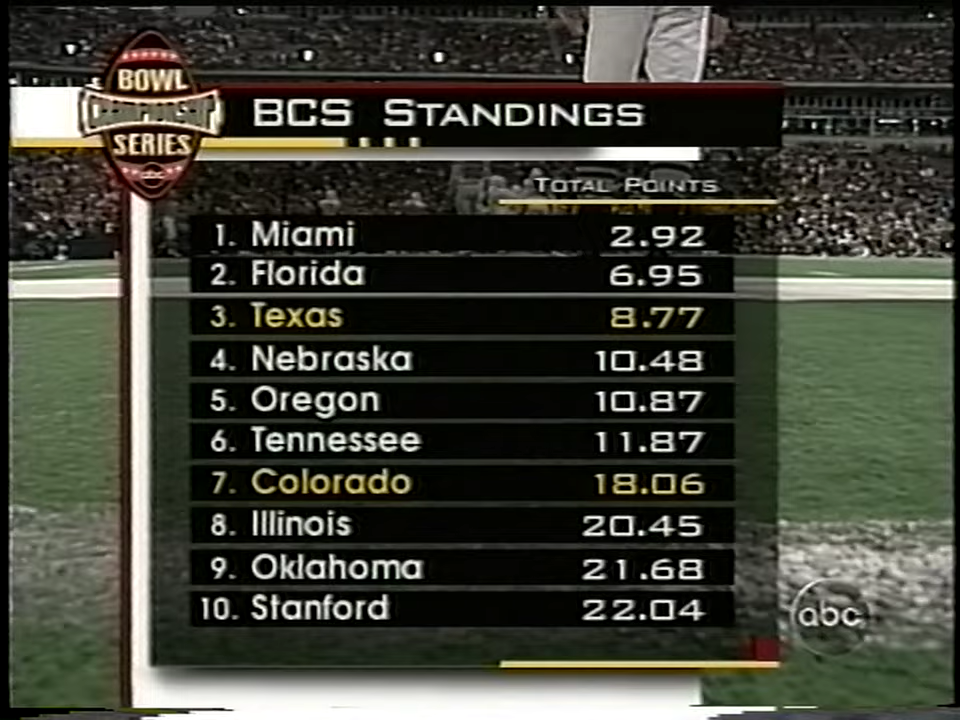 BOWL
CHAMPIONSHIP
SERIES
abc
BCS STANDINGS
TOTAL POINTS
1. Miami 2.92
2. Florida 6.95
3. Texas 8.77
4. Nebraska 10.48
5. Oregon 10.87
6. Tennessee 11.87
7. Colorado 18.06
8. Illinois 20.45
9. Oklahoma 21.68
10. Stanford 22.04
abc